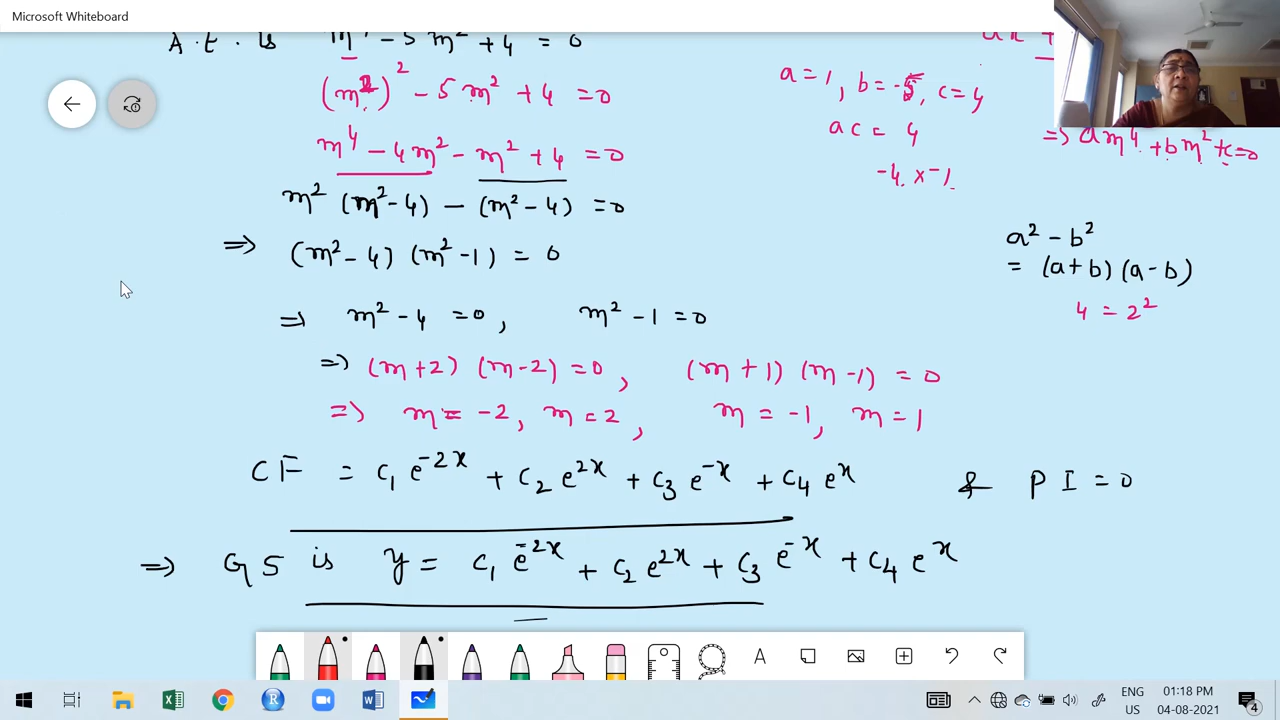 Microsoft Whiteboard
A.E. is m⁴ - 5m² + 4 = 0
(m²)² - 5m² + 4 = 0
m⁴ - 4m² - m² + 4 = 0
m² (m² - 4) - (m² - 4) = 0
⇒ (m² - 4) (m² - 1) = 0
⇒ m² - 4 = 0, m² - 1 = 0
⇒ (m+2) (m-2) = 0, (m+1) (m-1) = 0
⇒ m = -2, m = 2, m = -1, m = 1
CF = c₁ e^{-2x} + c₂ e^{2x} + c₃ e^{-x} + c₄ e^{x} & PI = 0
⇒ GS is y = c₁ e^{-2x} + c₂ e^{2x} + c₃ e^{-x} + c₄ e^{x}
a = 1, b = -5, c = 4
ac = 4
-4 x -1
⇒ am⁴ + bm² + c = 0
a² - b²
= (a+b) (a-b)
4 = 2²
ENG
US
01:18 PM
04-08-2021
4